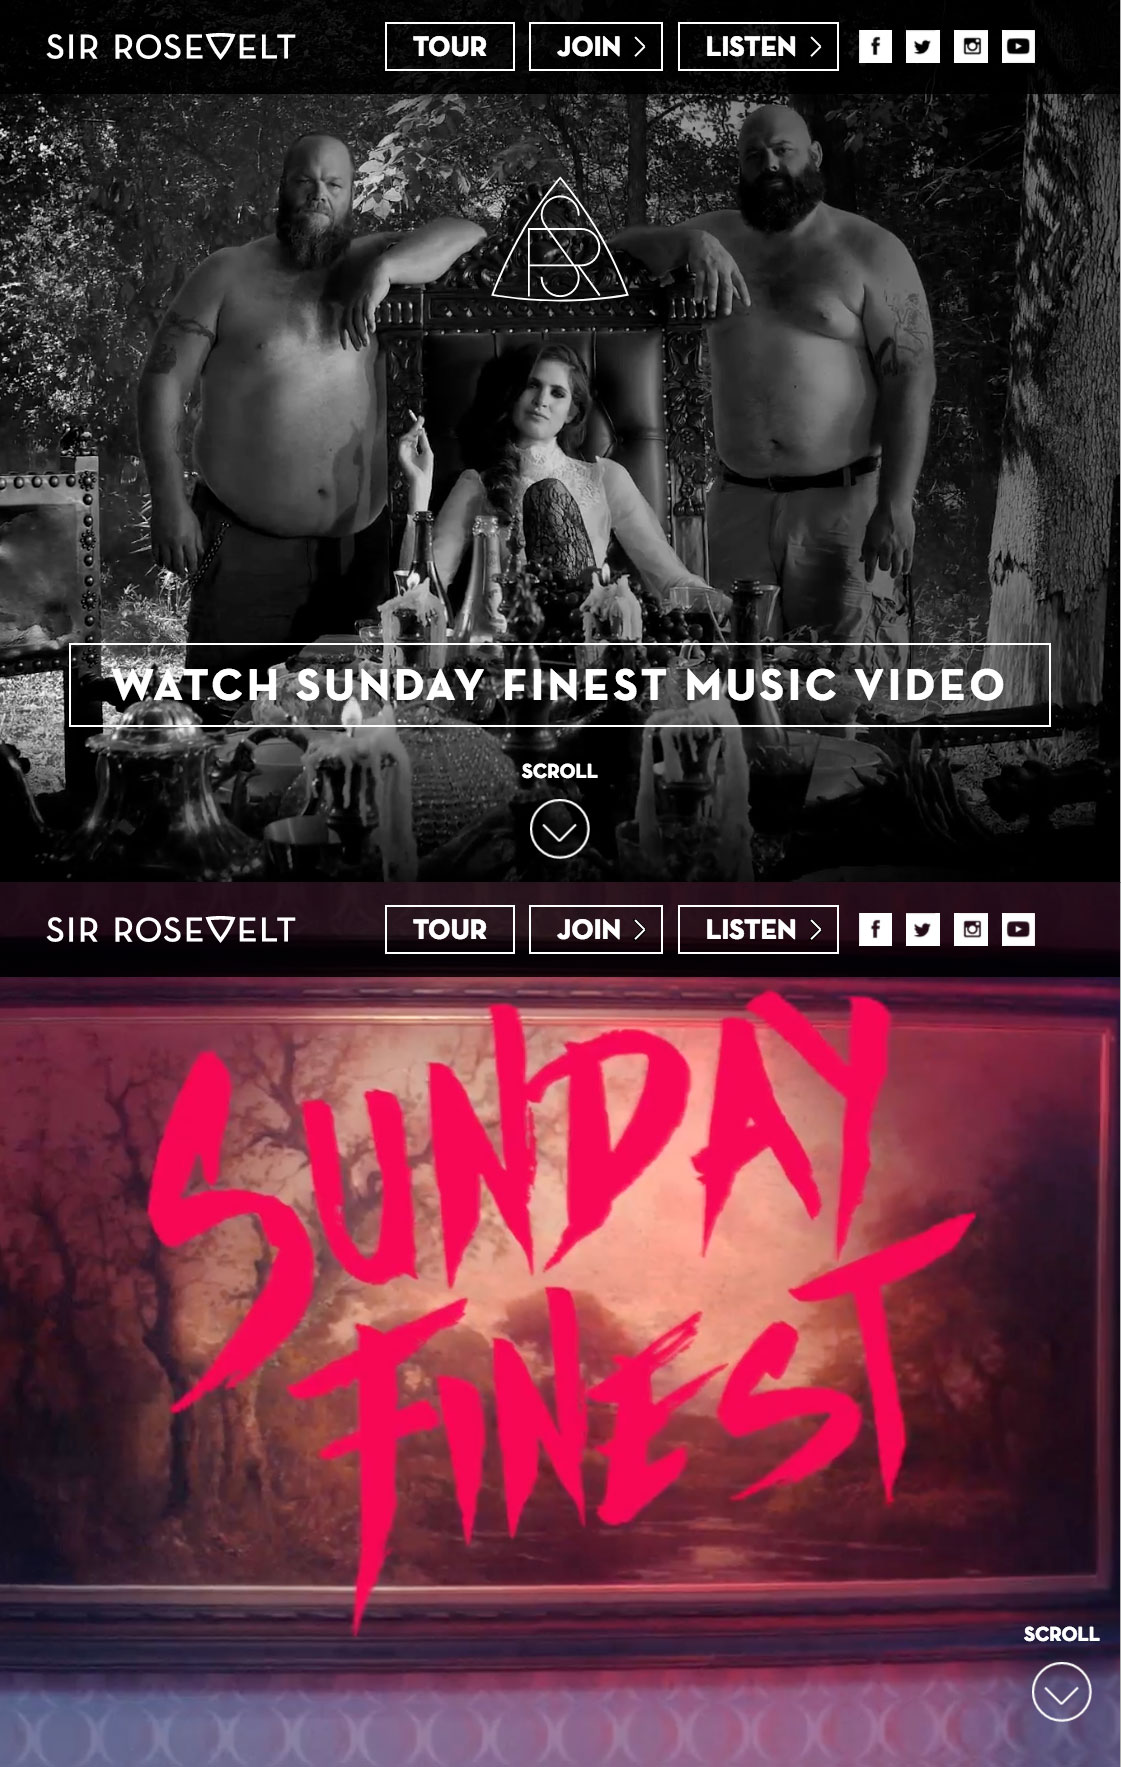 SIR ROSEVELT
TOUR
JOIN
LISTEN
SR
WATCH SUNDAY FINEST MUSIC VIDEO
SCROLL
SIR ROSEVELT
TOUR
JOIN
LISTEN
SUNDAY
FINEST
SCROLL